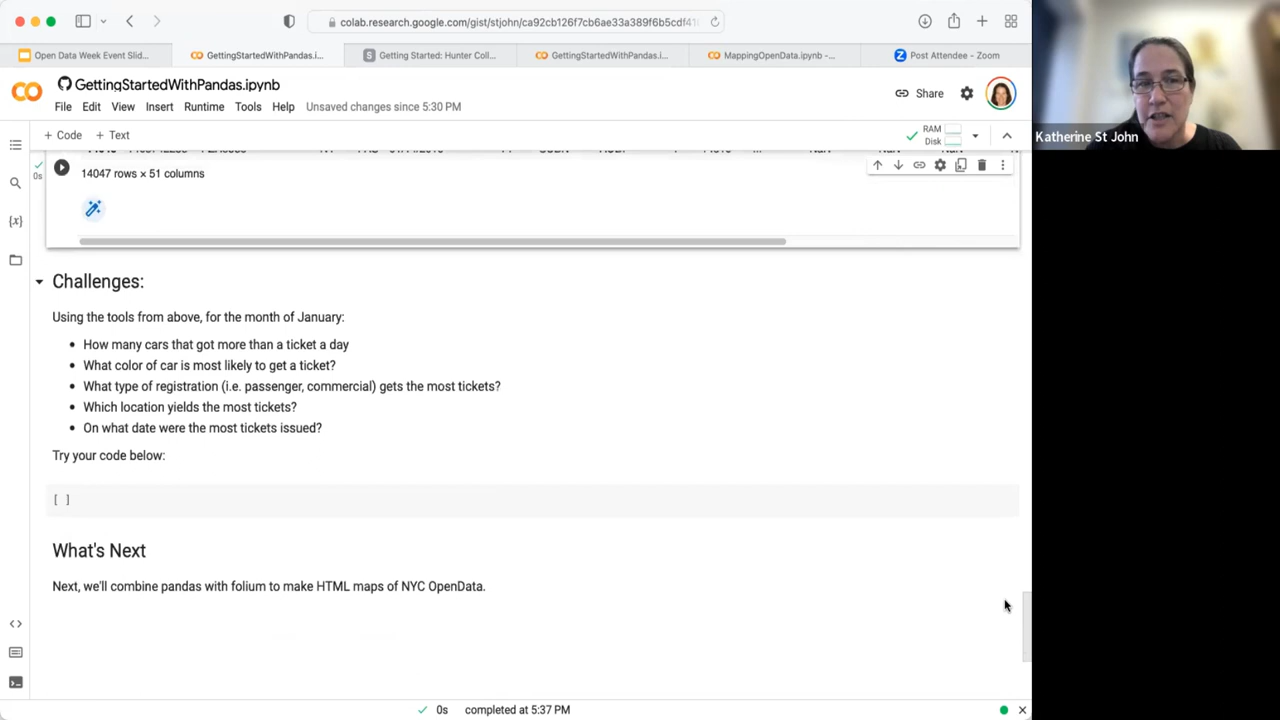 colab.research.google.com/gist/stjohn/ca92cb126f7cb6ae33a389f6b5cdf41
Open Data Week Event Slid...
GettingStartedWithPandas.i...
Getting Started: Hunter Coll...
GettingStartedWithPandas.i...
MappingOpenData.ipynb -...
Post Attendee - Zoom
GettingStartedWithPandas.ipynb
File Edit View Insert Runtime Tools Help Unsaved changes since 5:30 PM
Share
+ Code + Text
RAM
Disk
0s
14047 rows × 51 columns
Katherine St John
Challenges:
Using the tools from above, for the month of January:
• How many cars that got more than a ticket a day
• What color of car is most likely to get a ticket?
• What type of registration (i.e. passenger, commercial) gets the most tickets?
• Which location yields the most tickets?
• On what date were the most tickets issued?
Try your code below:
[ ]
What's Next
Next, we'll combine pandas with folium to make HTML maps of NYC OpenData.
0s completed at 5:37 PM